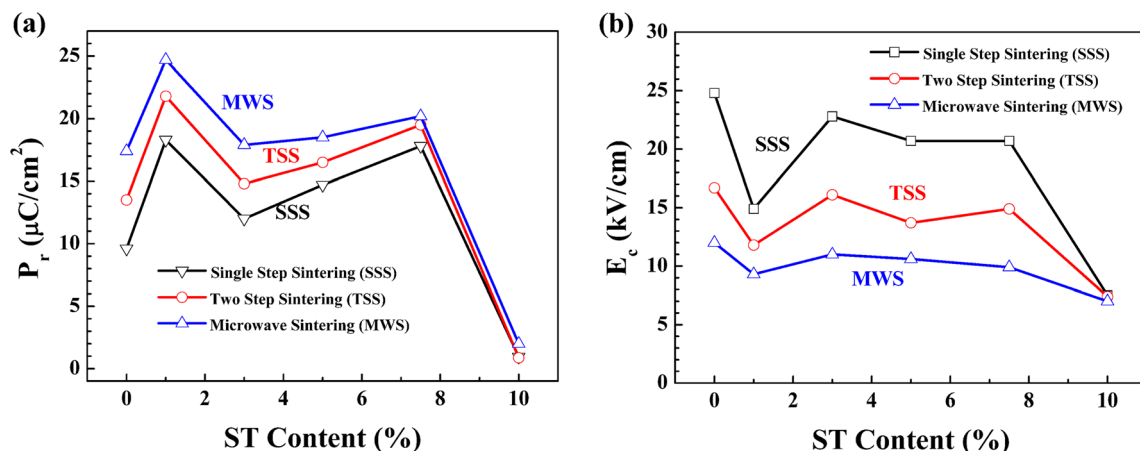 (a)
25
20
15
10
5
0
P_r (μC/cm²)
MWS
TSS
SSS
Single Step Sintering (SSS)
Two Step Sintering (TSS)
Microwave Sintering (MWS)
0 2 4 6 8 10
ST Content (%)
(b)
30
25
20
15
10
5
0
E_c (kV/cm)
Single Step Sintering (SSS)
Two Step Sintering (TSS)
Microwave Sintering (MWS)
SSS
TSS
MWS
0 2 4 6 8 10
ST Content (%)